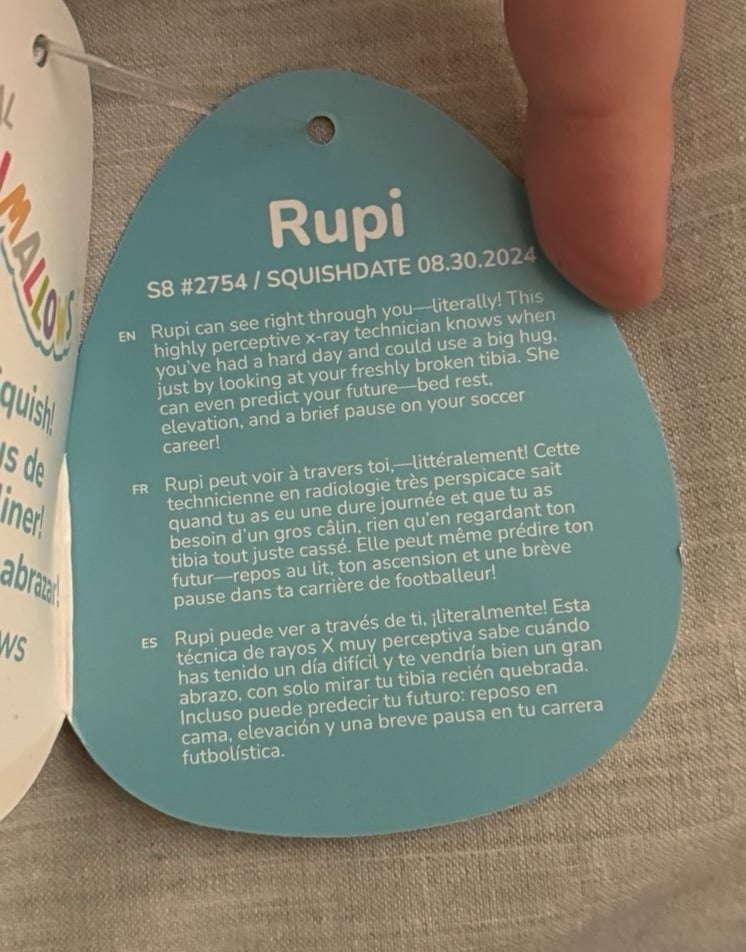 MALLOWS
quish!
us de
iner!
abrazar!
ws
Rupi
S8 #2754 / SQUISHDATE 08.30.2024
EN Rupi can see right through you—literally! This
highly perceptive x-ray technician knows when
you've had a hard day and could use a big hug,
just by looking at your freshly broken tibia. She
can even predict your future—bed rest,
elevation, and a brief pause on your soccer
career!
FR Rupi peut voir à travers toi,—littéralement! Cette
technicienne en radiologie très perspicace sait
quand tu as eu une dure journée et que tu as
besoin d'un gros câlin, rien qu'en regardant ton
tibia tout juste cassé. Elle peut même prédire ton
futur—repos au lit, ton ascension et une brève
pause dans ta carrière de footballeur!
ES Rupi puede ver a través de ti, ¡literalmente! Esta
técnica de rayos X muy perceptiva sabe cuándo
has tenido un día difícil y te vendría bien un gran
abrazo, con solo mirar tu tibia recién quebrada.
Incluso puede predecir tu futuro: reposo en
cama, elevación y una breve pausa en tu carrera
futbolística.